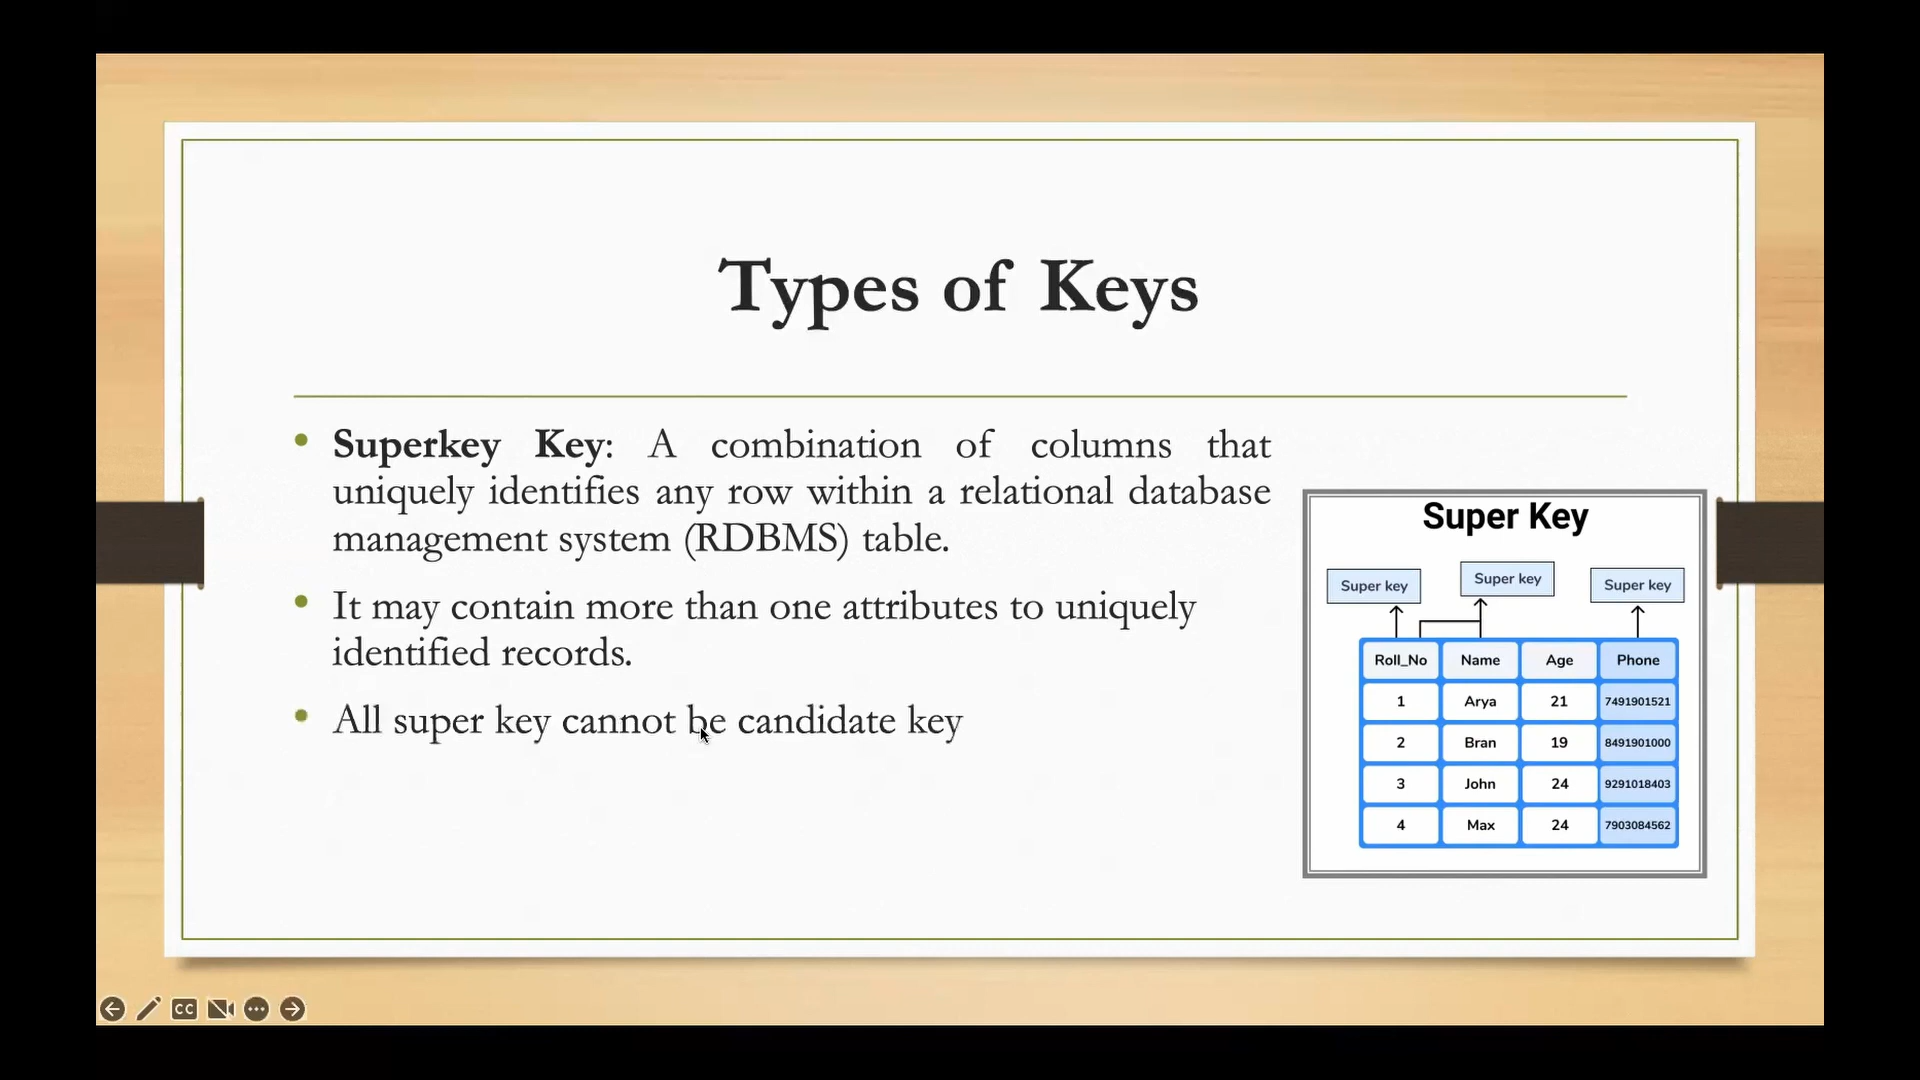 Types of Keys
• Superkey Key: A combination of columns that
uniquely identifies any row within a relational database
management system (RDBMS) table.
• It may contain more than one attributes to uniquely
identified records.
• All super key cannot be candidate key
Super Key
Super key Super key Super key
Roll_No Name Age Phone
1 Arya 21 7491901521
2 Bran 19 8491901000
3 John 24 9291018403
4 Max 24 7903084562
CC